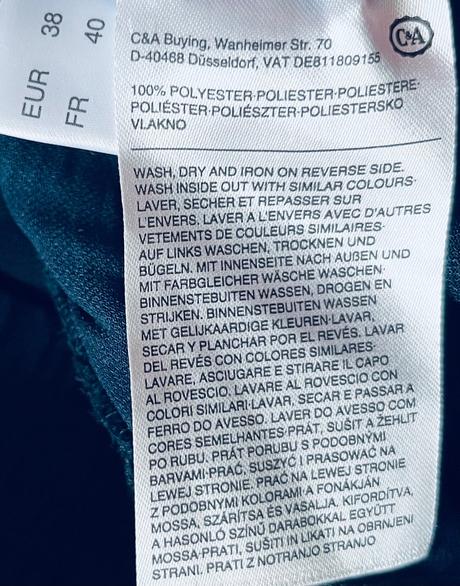 EUR 38
FR 40
C&A
C&A Buying, Wanheimer Str. 70
D-40468 Düsseldorf, VAT DE811809155
100% POLYESTER·POLIESTER·POLIESTERE·
POLIÉSTER·POLIÉSZTER·POLIESTERSKO
VLAKNO
WASH, DRY AND IRON ON REVERSE SIDE.
WASH INSIDE OUT WITH SIMILAR COLOURS·
LAVER, SECHER ET REPASSER SUR
L'ENVERS. LAVER A L'ENVERS AVEC D'AUTRES
VETEMENTS DE COULEURS SIMILAIRES·
AUF LINKS WASCHEN, TROCKNEN UND
BÜGELN. MIT INNENSEITE NACH AUßEN UND
MIT FARBGLEICHER WÄSCHE WASCHEN·
BINNENSTEBUITEN WASSEN, DROGEN EN
STRIJKEN. BINNENSTEBUITEN WASSEN
MET GELIJKAARDIGE KLEUREN·LAVAR,
SECAR Y PLANCHAR POR EL REVÉS. LAVAR
DEL REVÉS CON COLORES SIMILARES·
LAVARE, ASCIUGARE E STIRARE IL CAPO
AL ROVESCIO. LAVARE AL ROVESCIO CON
COLORI SIMILARI·LAVAR, SECAR E PASSAR A
FERRO DO AVESSO. LAVER DO AVESSO COM
CORES SEMELHANTES·PRÁT, SUŠIT A ŽEHLIT
PO RUBU. PRÁT PORUBU S PODOBNÝMI
BARVAMI·PRAĆ, SUSZYĆ I PRASOWAĆ NA
LEWEJ STRONIE. PRAĆ NA LEWEJ STRONIE
Z PODOBNYMI KOLORAMI·A FONÁKJÁN
MOSSA, SZÁRÍTSA ÉS VASALJA. KIFORDÍTVA,
A HASONLÓ SZÍNŰ DARABOKKAL EGYÜTT
MOSSA·PRATI, SUŠITI IN LIKATI NA OBRNJENI
STRANI. PRATI Z NOTRANJO STRANJO